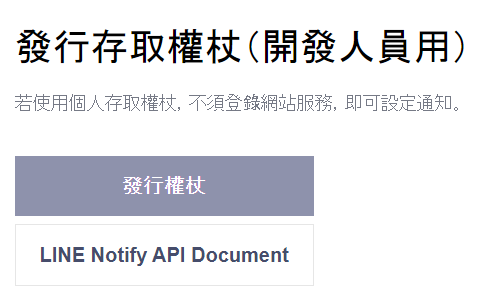 發行存取權杖(開發人員用)
若使用個人存取權杖, 不須登錄網站服務, 即可設定通知。
發行權杖
LINE Notify API Document